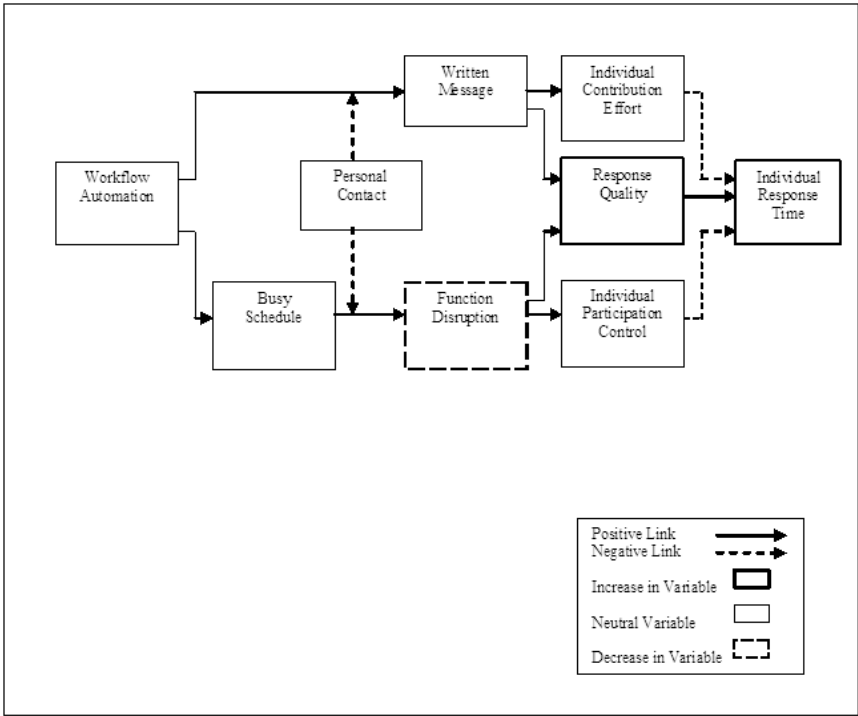 Written
Message
Individual
Contribution
Effort
Workflow
Automation
Personal
Contact
Response
Quality
Individual
Response
Time
Busy
Schedule
Function
Disruption
Individual
Participation
Control
Positive Link
Negative Link
Increase in Variable
Neutral Variable
Decrease in Variable